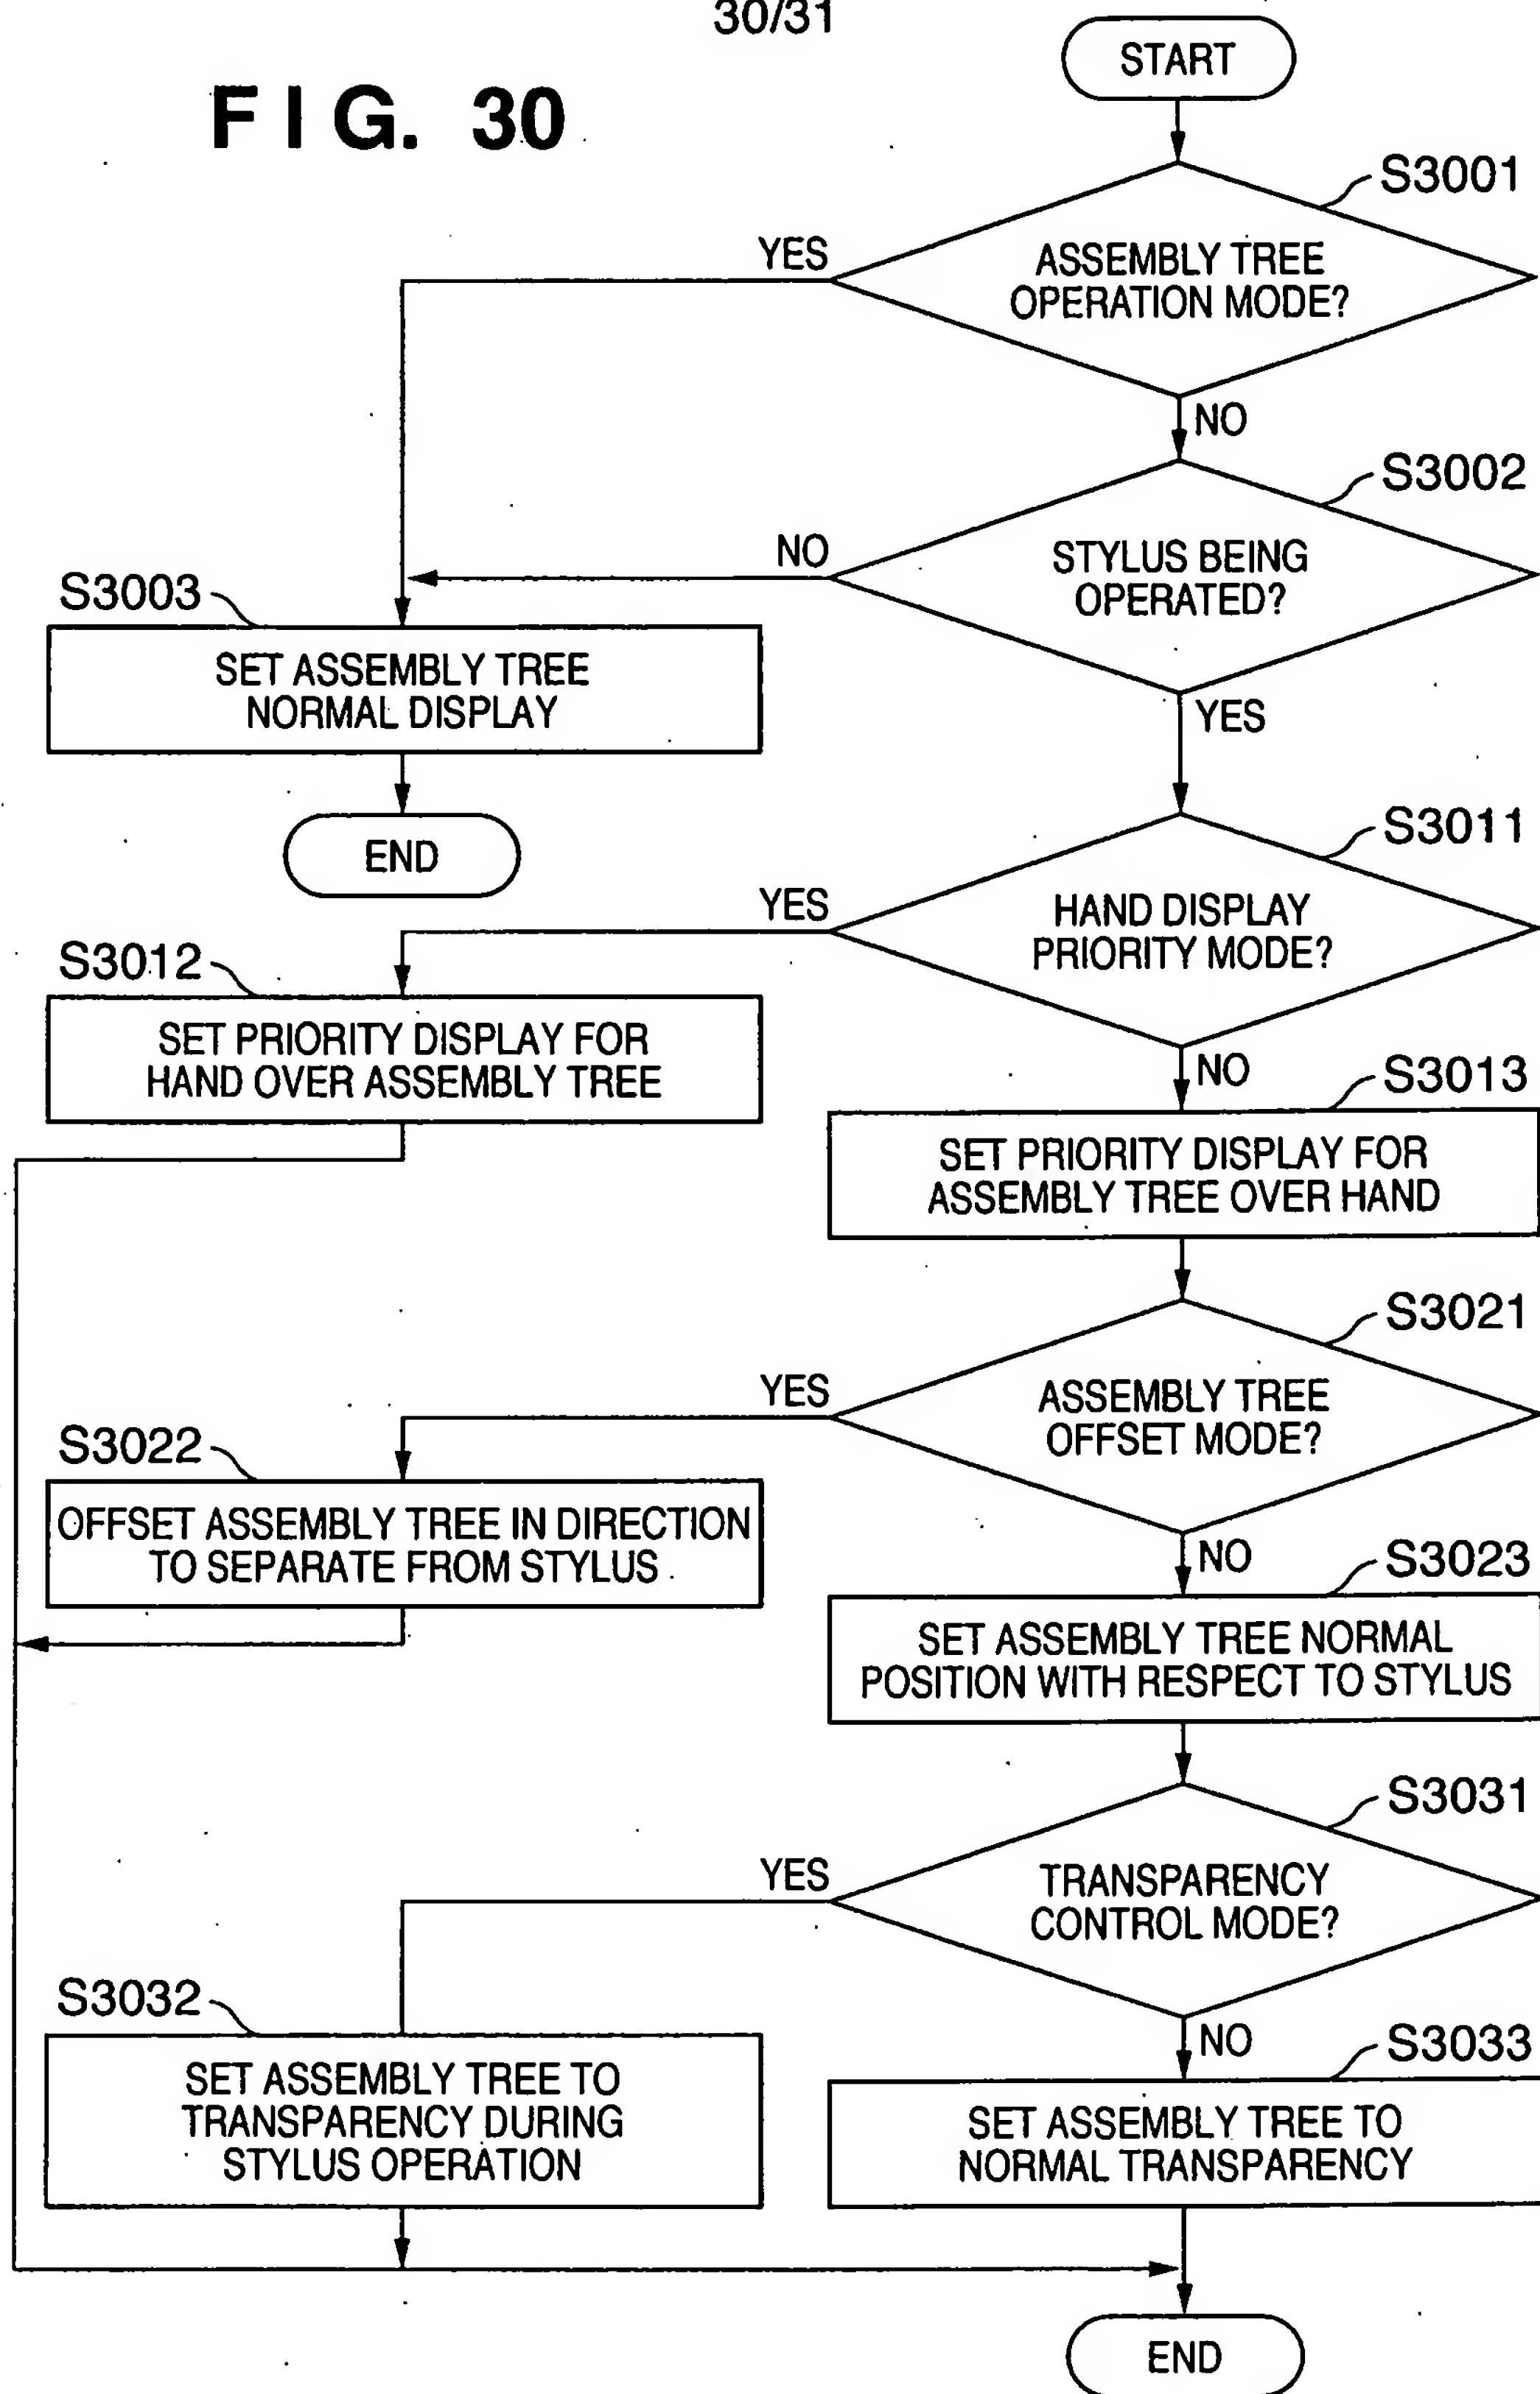 30/31
FIG. 30
START
S3001
ASSEMBLY TREE
OPERATION MODE?
YES
NO
S3002
STYLUS BEING
OPERATED?
NO
YES
S3003
SET ASSEMBLY TREE
NORMAL DISPLAY
END
S3011
HAND DISPLAY
PRIORITY MODE?
YES
NO
S3012
SET PRIORITY DISPLAY FOR
HAND OVER ASSEMBLY TREE
S3013
SET PRIORITY DISPLAY FOR
ASSEMBLY TREE OVER HAND
S3021
ASSEMBLY TREE
OFFSET MODE?
YES
NO
S3022
OFFSET ASSEMBLY TREE IN DIRECTION
TO SEPARATE FROM STYLUS
S3023
SET ASSEMBLY TREE NORMAL
POSITION WITH RESPECT TO STYLUS
S3031
TRANSPARENCY
CONTROL MODE?
YES
NO
S3032
SET ASSEMBLY TREE TO
TRANSPARENCY DURING
STYLUS OPERATION
S3033
SET ASSEMBLY TREE TO
NORMAL TRANSPARENCY
END